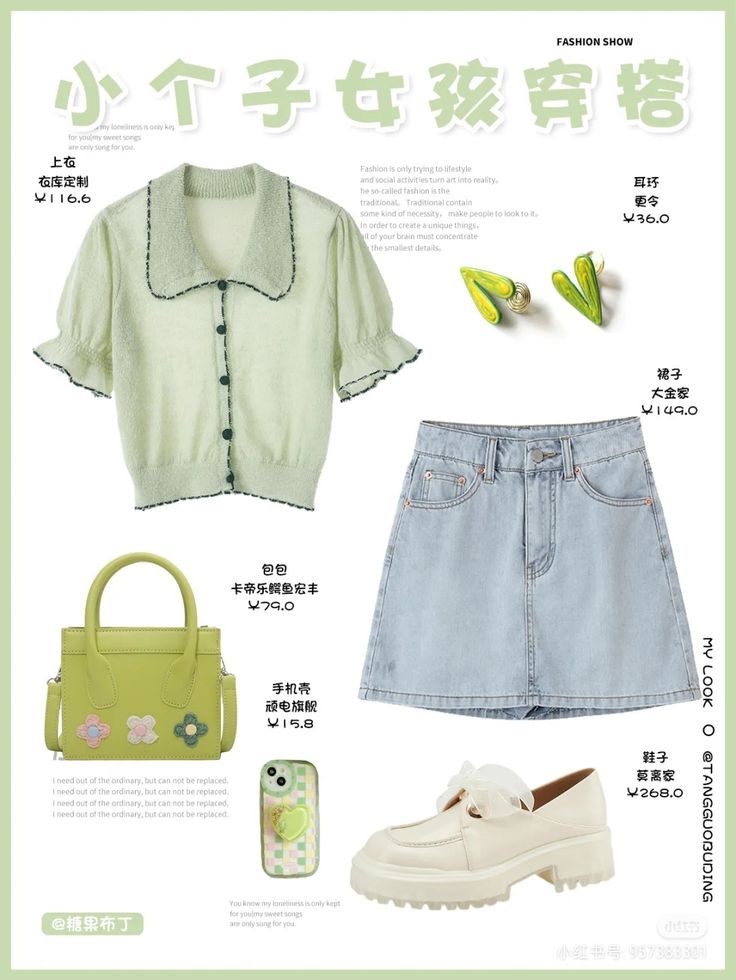 FASHION SHOW
小个子女孩穿搭
my loneliness is only kep
for you(my sweet songs
are only sung for you.
上衣
衣库定制
¥116.6
Fashion is only trying to lifestyle
and social activities turn art into reality。
he so-called fashion is the
traditional。 Traditional contain
some kind of necessity， make people to look to it。
In order to create a unique things，
all of your brain must concentrate
the smallest details。
耳环
更令
¥36.0
裙子
大金家
¥149.0
包包
卡帝乐鳄鱼宏丰
¥79.0
手机壳
顽电旗舰
¥15.8
MY LOOK O @TANGGUOBUDING
鞋子
莫离家
¥268.0
I need out of the ordinary, but can not be replaced.
I need out of the ordinary, but can not be replaced.
I need out of the ordinary, but can not be replaced.
I need out of the ordinary, but can not be replaced.
You know my loneliness is only kept
for you(my sweet songs
are only sung for you.
@糖果布丁
小红书
小红书号: 957383301